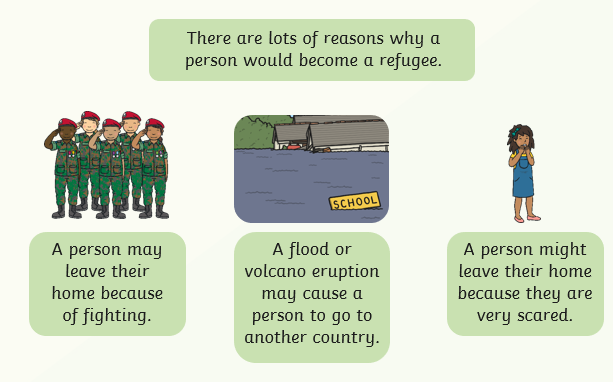 There are lots of reasons why a
person would become a refugee.
SCHOOL
A person may
leave their
home because
of fighting.
A flood or
volcano eruption
may cause a
person to go to
another country.
A person might
leave their home
because they are
very scared.